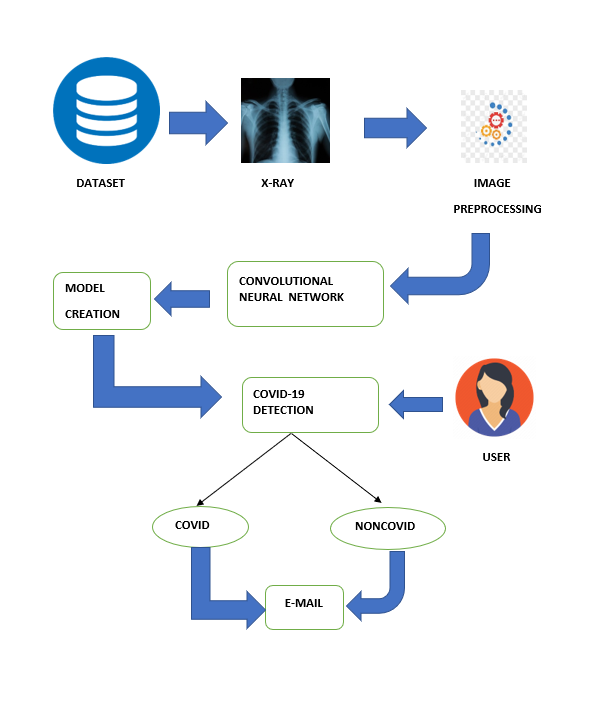 DATASET
X-RAY
IMAGE
PREPROCESSING
CONVOLUTIONAL
NEURAL NETWORK
MODEL
CREATION
COVID-19
DETECTION
USER
COVID
NONCOVID
E-MAIL